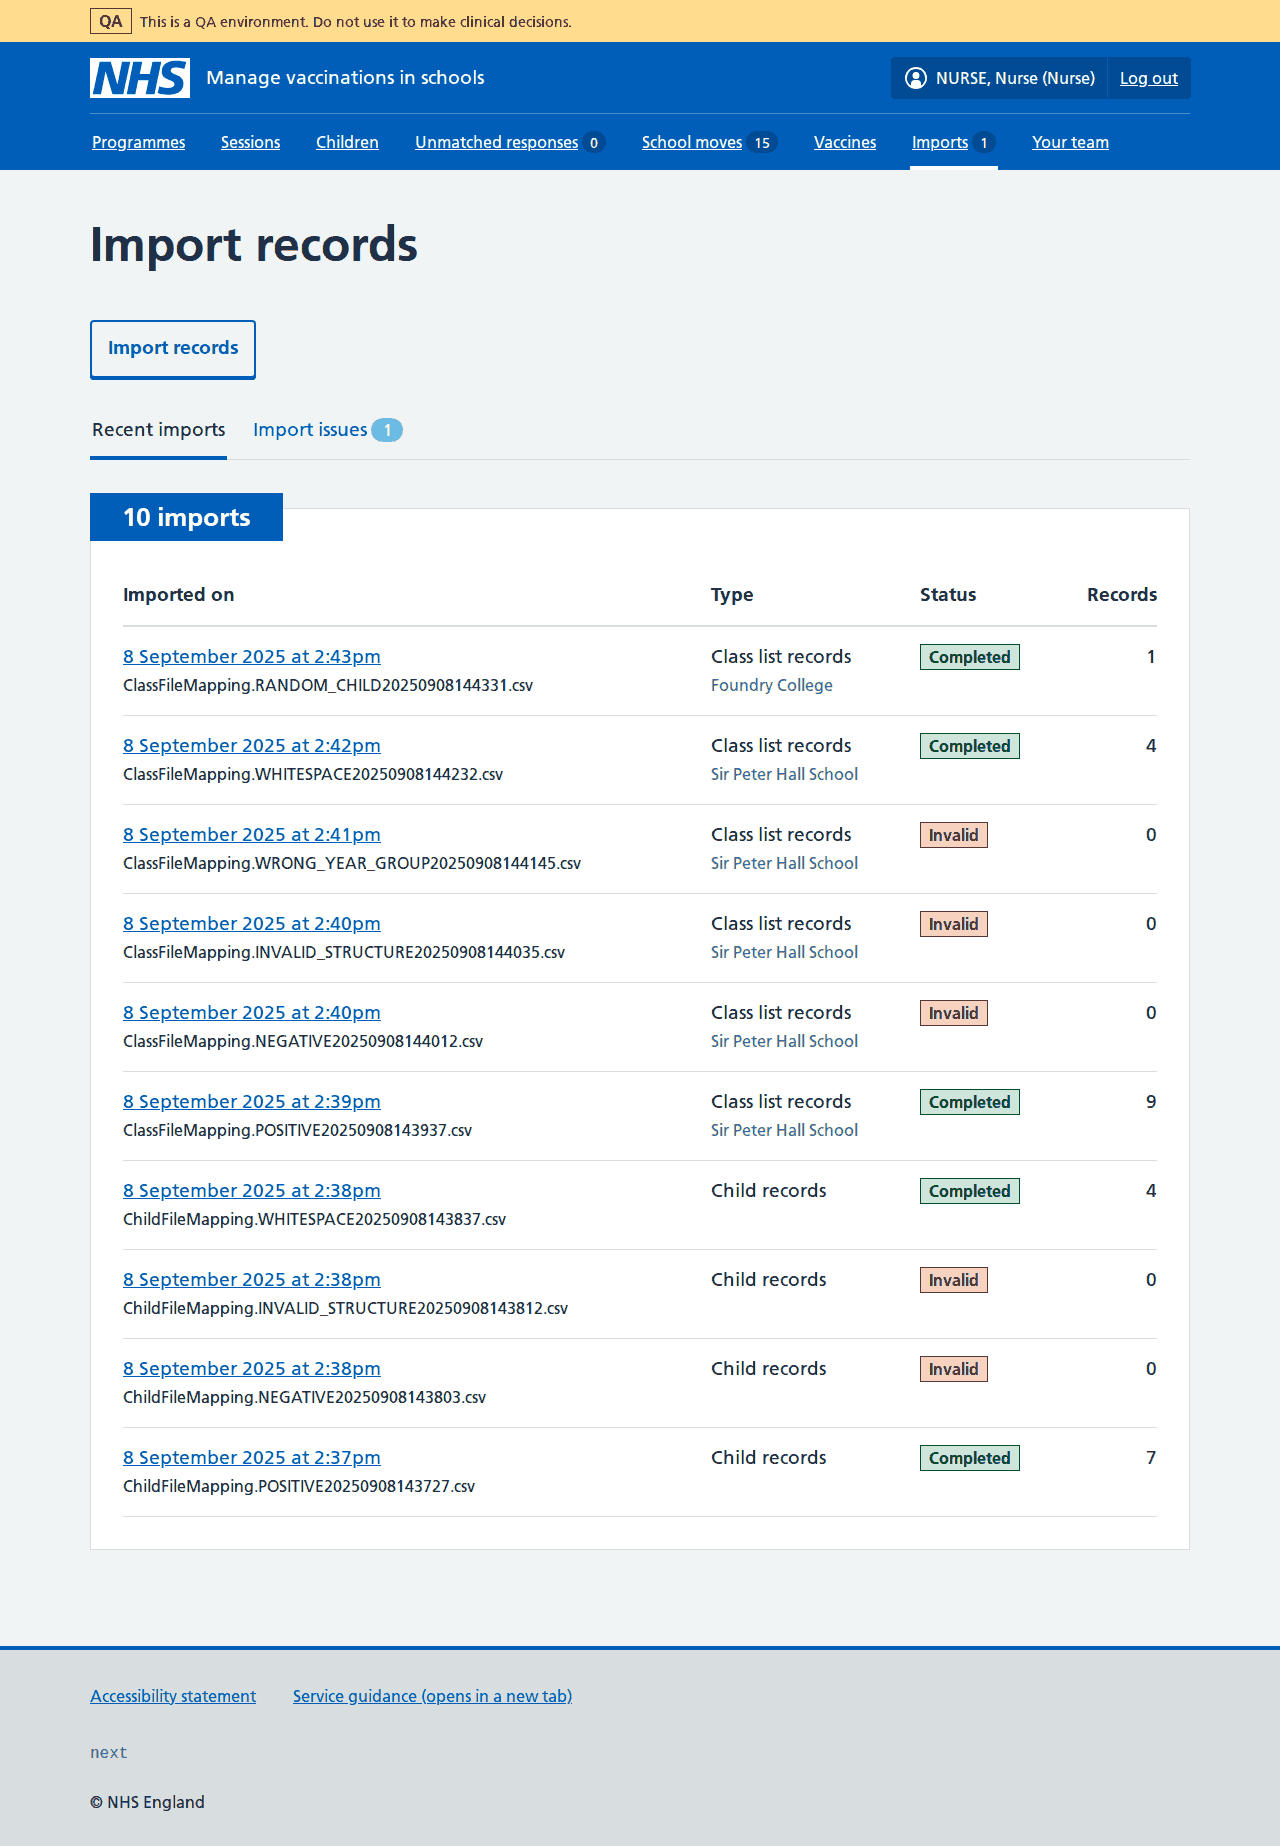 QA This is a QA environment. Do not use it to make clinical decisions.
NHS Manage vaccinations in schools NURSE, Nurse (Nurse) Log out
Programmes Sessions Children Unmatched responses 0 School moves 15 Vaccines Imports 1 Your team
Import records
Import records
Recent imports Import issues 1
10 imports
Imported on Type Status Records
8 September 2025 at 2:43pm Class list records Completed 1
ClassFileMapping.RANDOM_CHILD20250908144331.csv Foundry College
8 September 2025 at 2:42pm Class list records Completed 4
ClassFileMapping.WHITESPACE20250908144232.csv Sir Peter Hall School
8 September 2025 at 2:41pm Class list records Invalid 0
ClassFileMapping.WRONG_YEAR_GROUP20250908144145.csv Sir Peter Hall School
8 September 2025 at 2:40pm Class list records Invalid 0
ClassFileMapping.INVALID_STRUCTURE20250908144035.csv Sir Peter Hall School
8 September 2025 at 2:40pm Class list records Invalid 0
ClassFileMapping.NEGATIVE20250908144012.csv Sir Peter Hall School
8 September 2025 at 2:39pm Class list records Completed 9
ClassFileMapping.POSITIVE20250908143937.csv Sir Peter Hall School
8 September 2025 at 2:38pm Child records Completed 4
ChildFileMapping.WHITESPACE20250908143837.csv
8 September 2025 at 2:38pm Child records Invalid 0
ChildFileMapping.INVALID_STRUCTURE20250908143812.csv
8 September 2025 at 2:38pm Child records Invalid 0
ChildFileMapping.NEGATIVE20250908143803.csv
8 September 2025 at 2:37pm Child records Completed 7
ChildFileMapping.POSITIVE20250908143727.csv
Accessibility statement Service guidance (opens in a new tab)
next
© NHS England